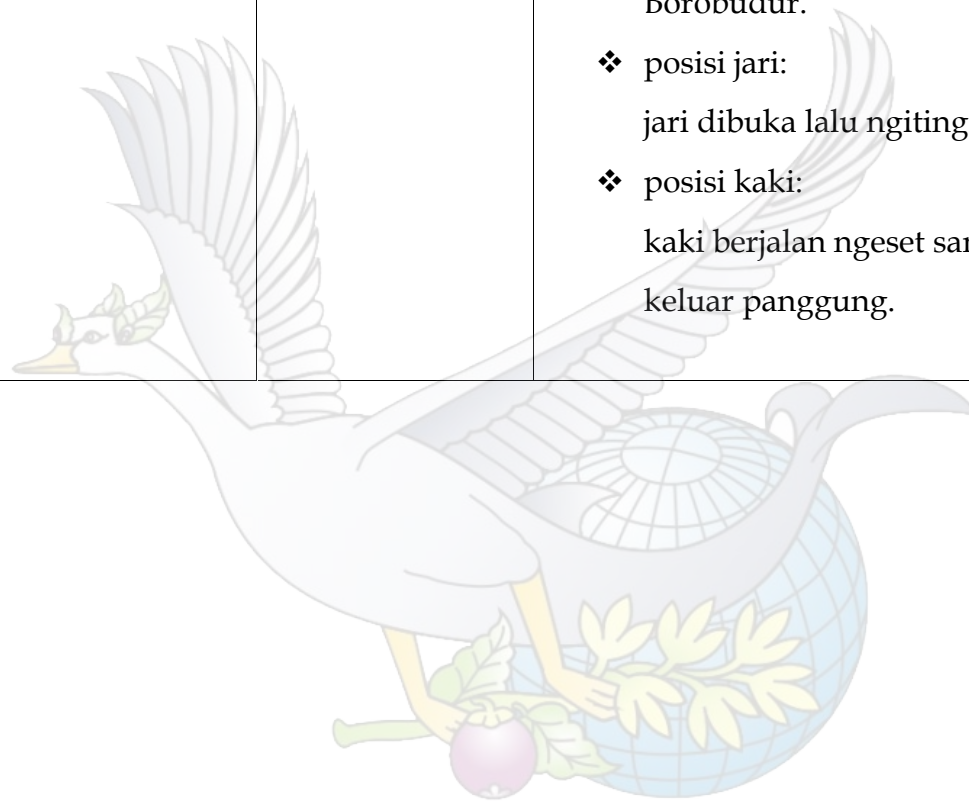 Borobudur.
❖ posisi jari:
jari dibuka lalu ngiting
❖ posisi kaki:
kaki berjalan ngeset
keluar panggung.